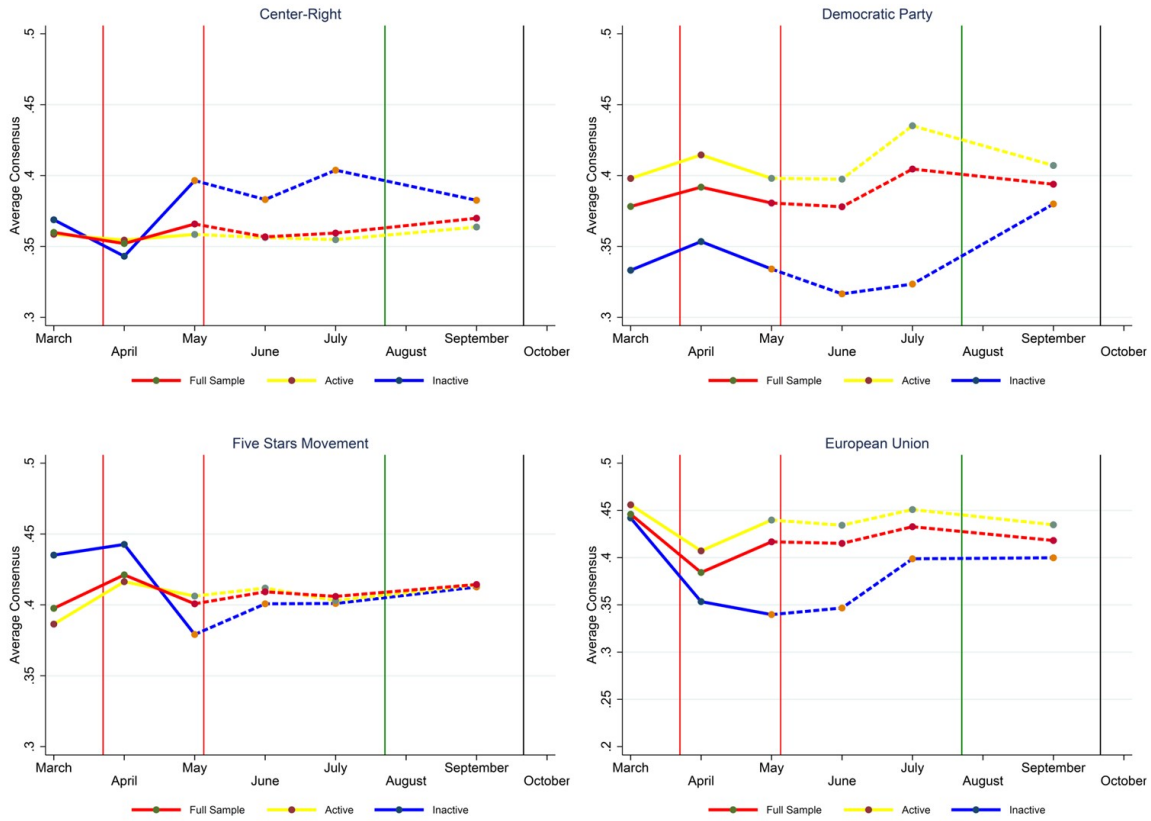 Center-Right
Average Consensus
.5
.45
.4
.35
.3
March
April
May
June
July
August
September
October
Full Sample Active Inactive
Democratic Party
Average Consensus
.5
.45
.4
.35
.3
March
April
May
June
July
August
September
October
Full Sample Active Inactive
Five Stars Movement
Average Consensus
.5
.45
.4
.35
.3
March
April
May
June
July
August
September
October
Full Sample Active Inactive
European Union
Average Consensus
.5
.45
.4
.35
.3
.25
.2
March
April
May
June
July
August
September
October
Full Sample Active Inactive